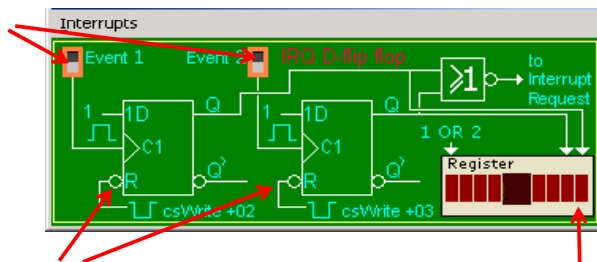 Interrupts
Event 1 Event 2 IRQ D-flip flop
to
Interrupt
Request
≥1
1 1D Q 1 1D Q
C1 C1
1 OR 2
R Q' R Q'
Register
csWrite +02 csWrite +03